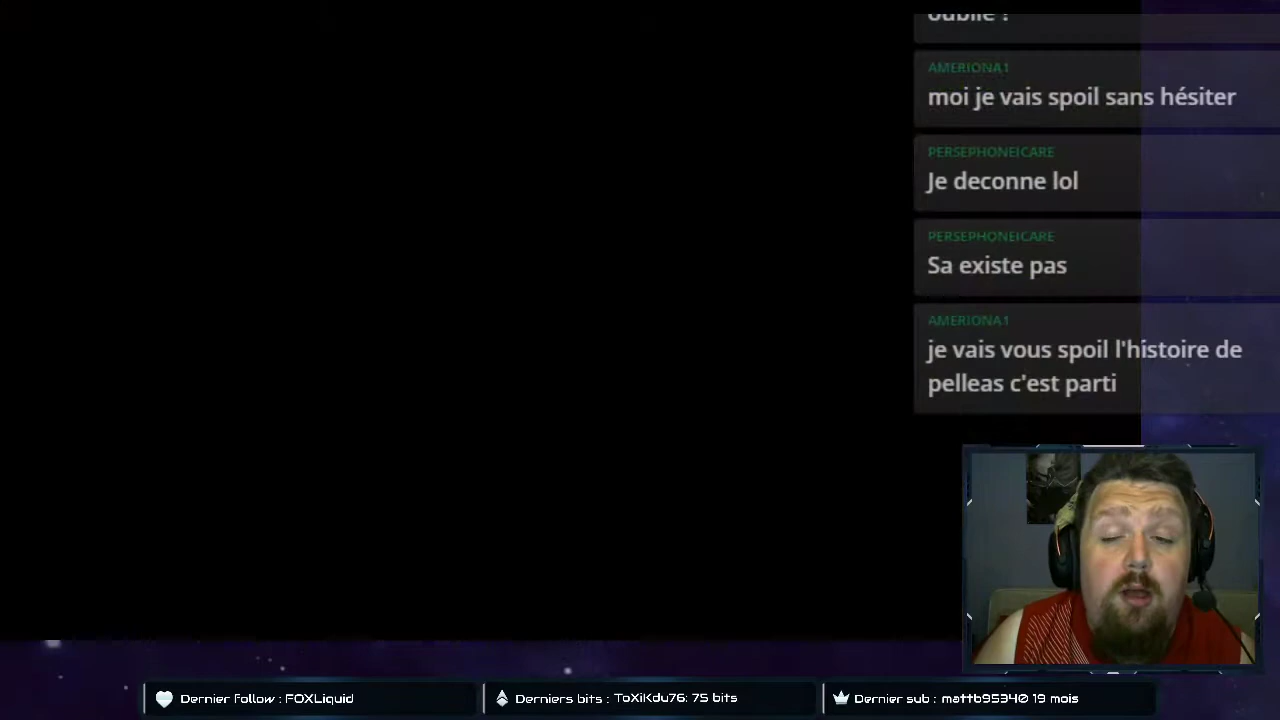 oublié ?
AMERIONA1
moi je vais spoil sans hésiter
PERSEPHONEICARE
Je deconne lol
PERSEPHONEICARE
Sa existe pas
AMERIONA1
je vais vous spoil l'histoire de
pelleas c'est parti
Dernier follow : FOXLiquid
Derniers bits : ToXiKdu76: 75 bits
Dernier sub : mattb95340 19 mois